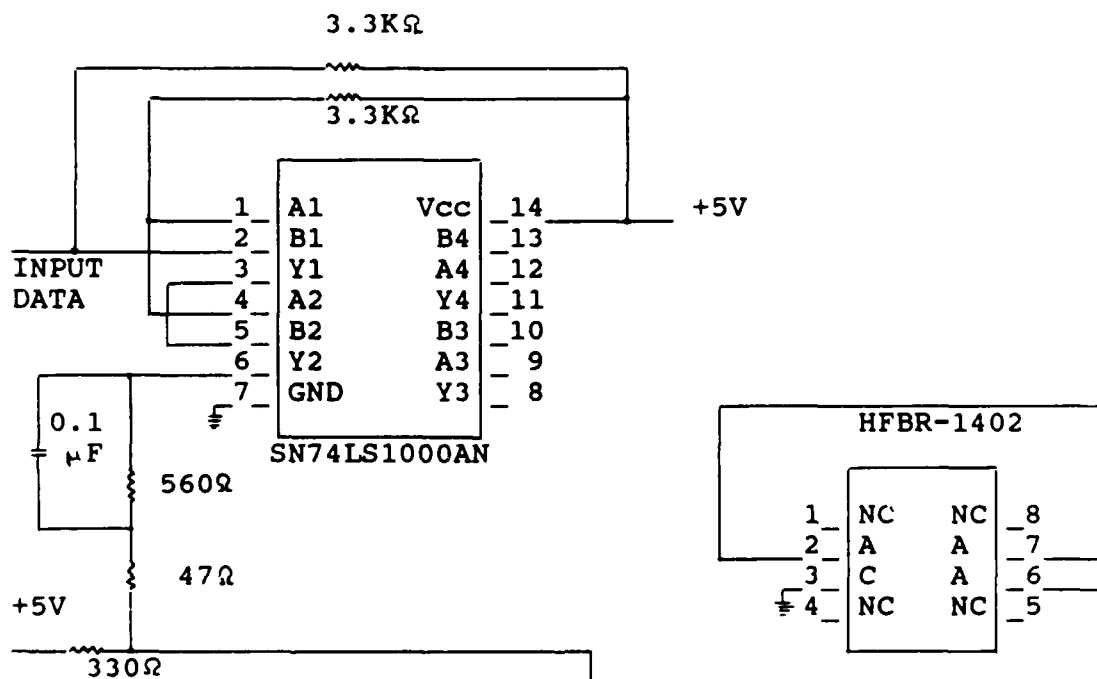 3.3KΩ
3.3KΩ
1 A1 Vcc 14 +5V
2 B1 B4 13
INPUT 3 Y1 A4 12
DATA 4 A2 Y4 11
5 B2 B3 10
6 Y2 A3 9
7 GND Y3 8
0.1
μF
SN74LS1000AN
560Ω
47Ω
+5V
330Ω
HFBR-1402
1 NC NC 8
2 A A 7
3 C A 6
4 NC NC 5